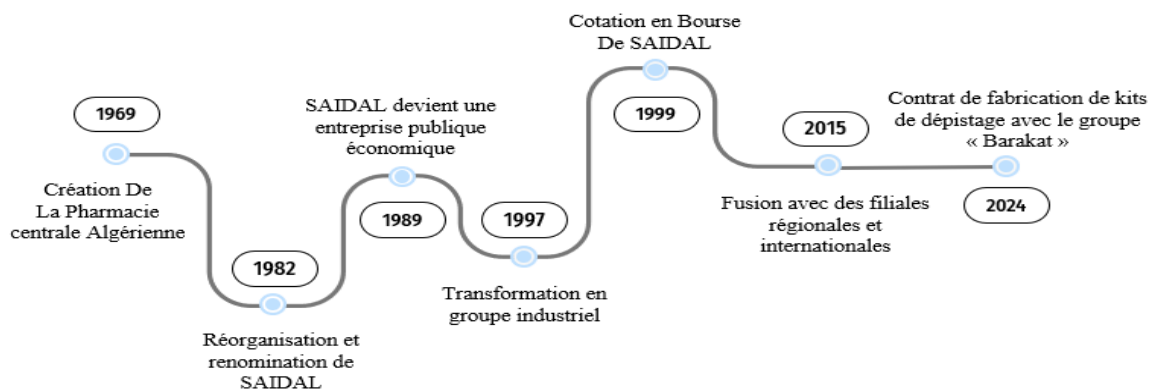 1969
Création De
La Pharmacie
centrale Algérienne
1982
Réorganisation et
renomination de
SAIDAL
SAIDAL devient une
entreprise publique
économique
1989
1997
Transformation en
groupe industriel
Cotation en Bourse
De SAIDAL
1999
2015
Fusion avec des filiales
régionales et
internationales
Contrat de fabrication de kits
de dépistage avec le groupe
« Barakat »
2024